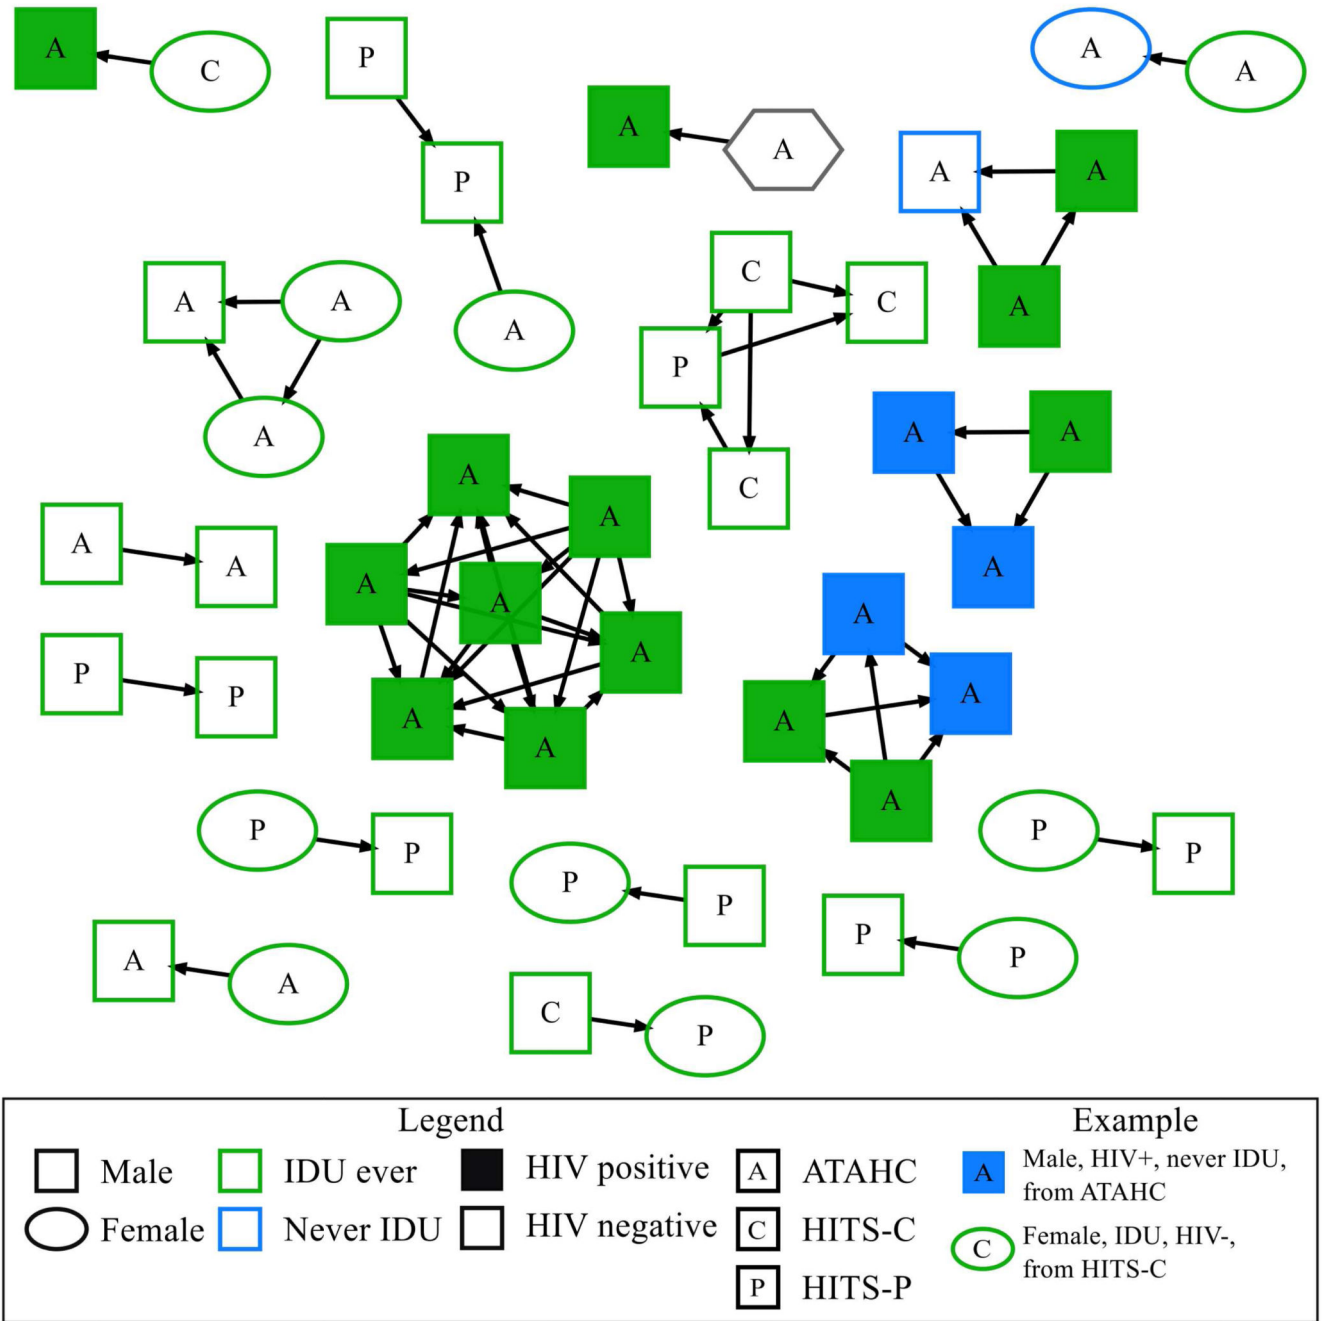 A
C
P
A
A
A
A
P
A
A
C
A
C
A
A
P
A
A
A
A
A
A
C
A
A
A
A
A
A
A
P
P
A
A
A
A
A
A
P
P
P
P
P
P
P
A
A
P
C
P
Legend
Example
Male
IDU ever
HIV positive
A
ATAHC
A
Male, HIV+, never IDU,
from ATAHC
Female
Never IDU
HIV negative
C
HITS-C
C
Female, IDU, HIV-,
from HITS-C
P
HITS-P